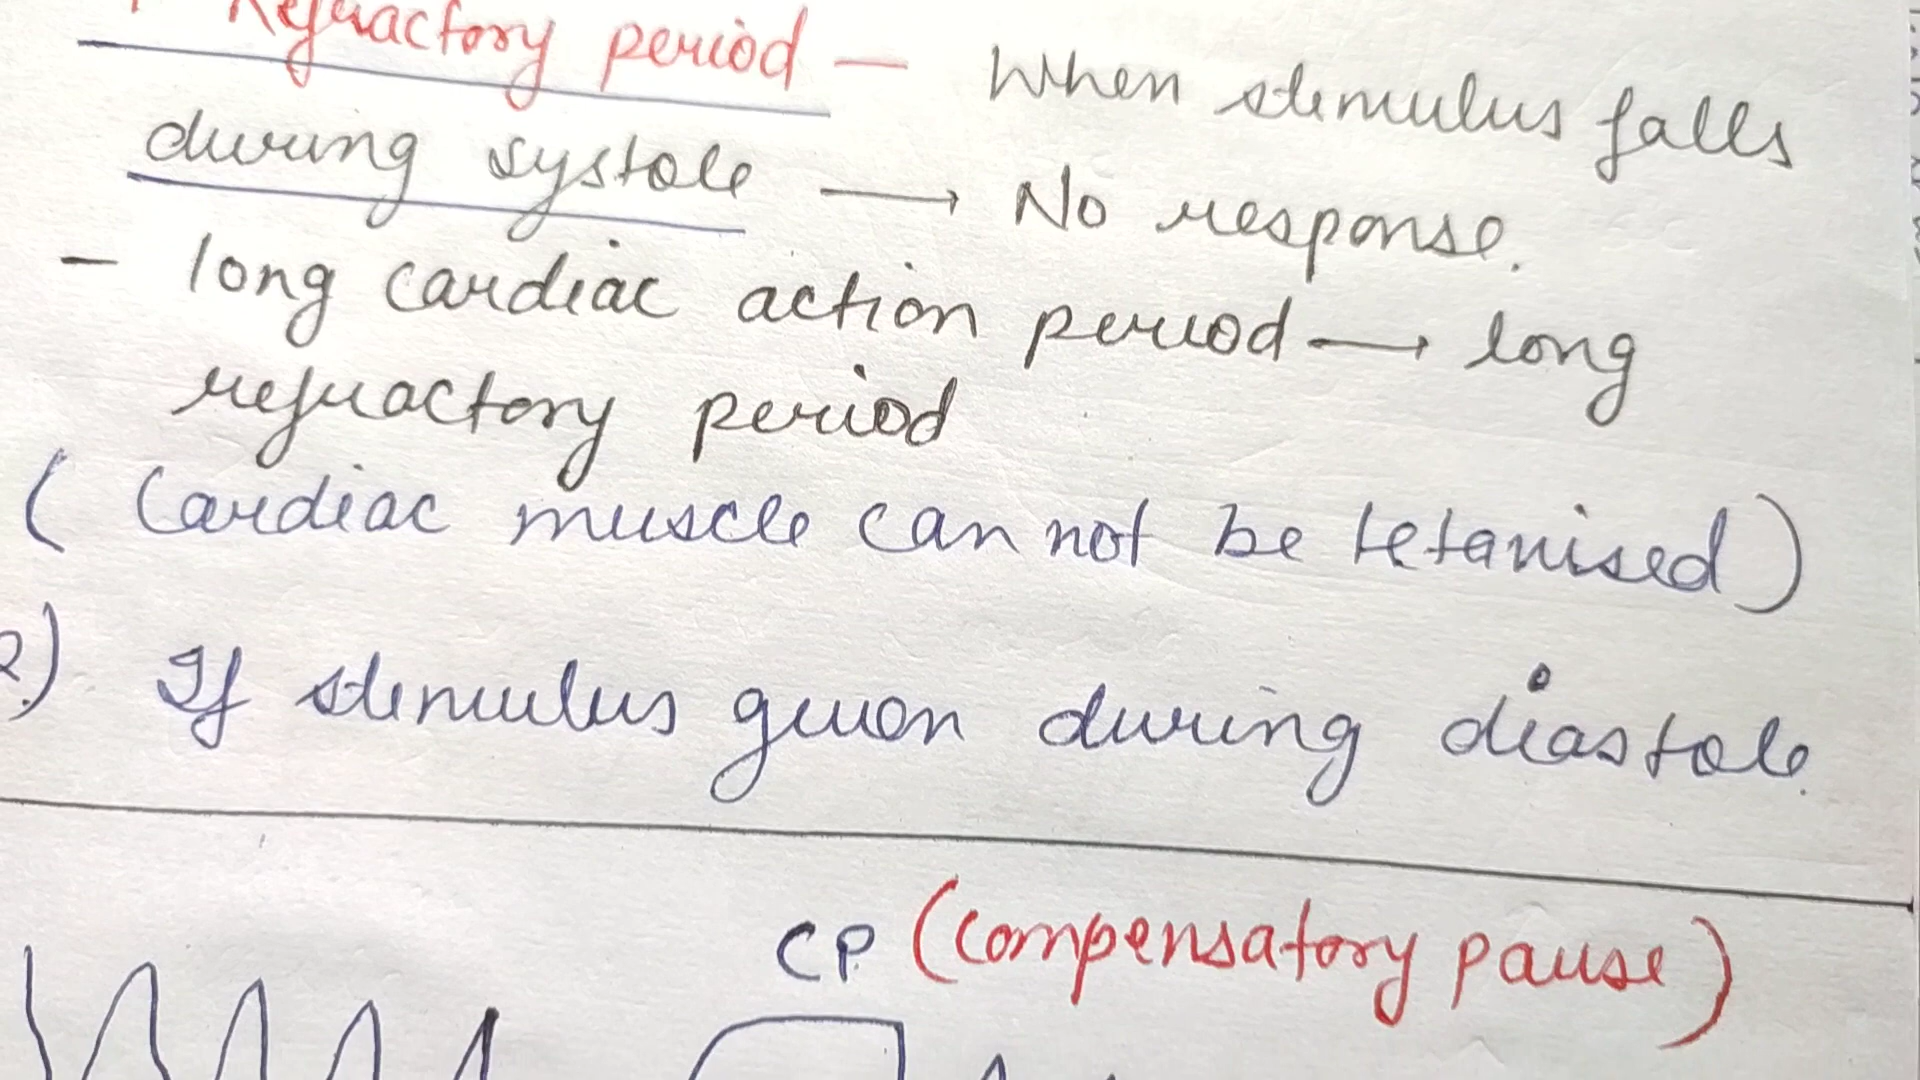 Refractory period — When stimulus falls
during systole → No response.
- long cardiac action period → long
refractory period
( Cardiac muscle can not be tetanised )
2.) If stimulus given during diastole.
CP (compensatory pause)